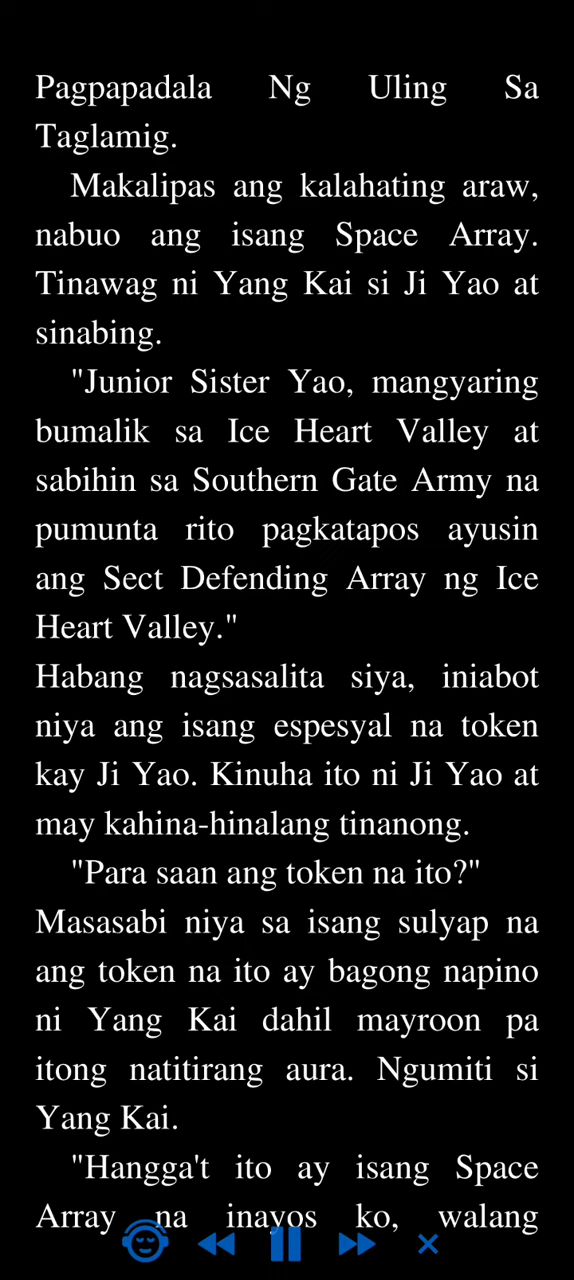 Pagpapadala Ng Uling Sa
Taglamig.
Makalipas ang kalahating araw,
nabuo ang isang Space Array.
Tinawag ni Yang Kai si Ji Yao at
sinabing.
"Junior Sister Yao, mangyaring
bumalik sa Ice Heart Valley at
sabihin sa Southern Gate Army na
pumunta rito pagkatapos ayusin
ang Sect Defending Array ng Ice
Heart Valley."
Habang nagsasalita siya, iniabot
niya ang isang espesyal na token
kay Ji Yao. Kinuha ito ni Ji Yao at
may kahina-hinalang tinanong.
"Para saan ang token na ito?"
Masasabi niya sa isang sulyap na
ang token na ito ay bagong napino
ni Yang Kai dahil mayroon pa
itong natitirang aura. Ngumiti si
Yang Kai.
"Hangga't ito ay isang Space
Array na inayos ko, walang